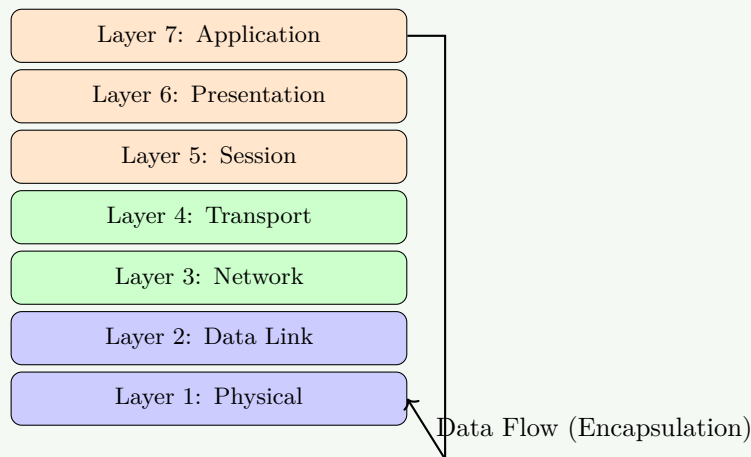 Layer 7: Application
Layer 6: Presentation
Layer 5: Session
Layer 4: Transport
Layer 3: Network
Layer 2: Data Link
Layer 1: Physical
Data Flow (Encapsulation)